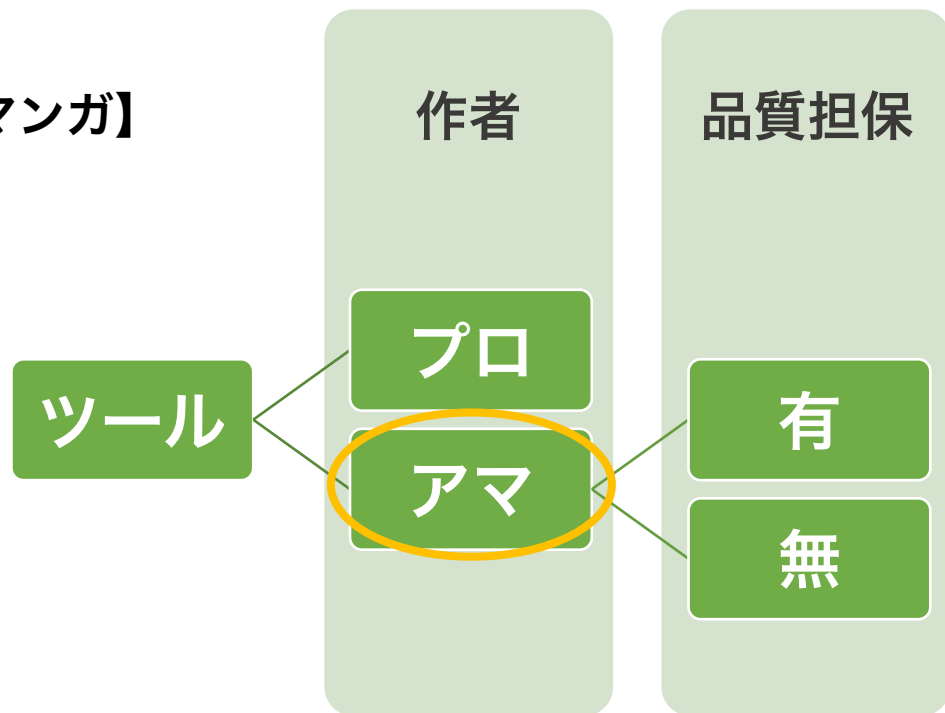 マンガ】
作者
品質担保
ツール
プロ
アマ
有
無